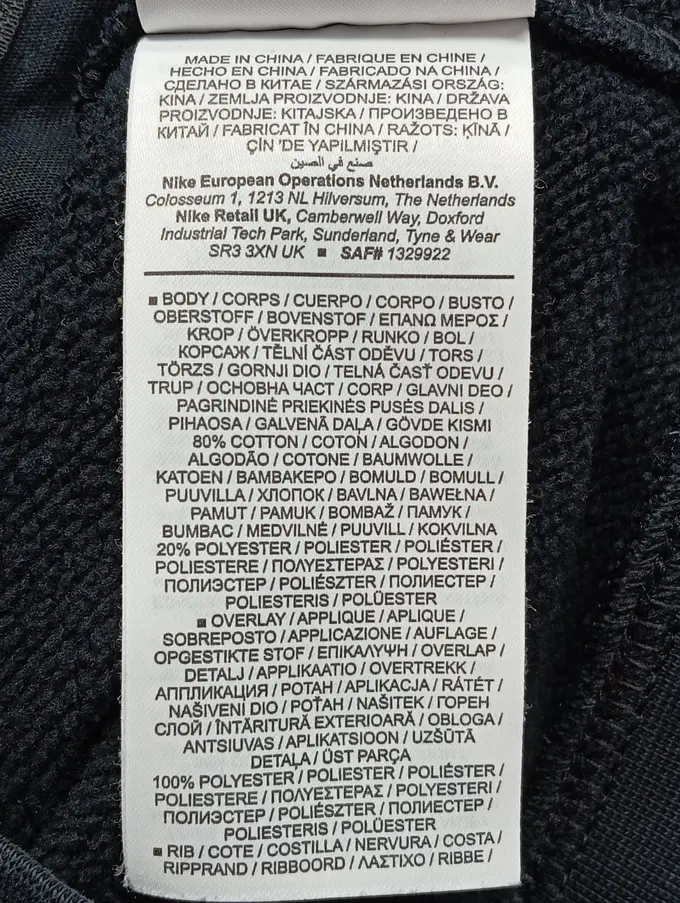 MADE IN CHINA / FABRIQUE EN CHINE /
HECHO EN CHINA / FABRICADO NA CHINA /
СДЕЛАНО В КИТАЕ / SZÁRMAZÁSI ORSZÁG:
KÍNA / ZEMLJA PROIZVODNJE: KINA / DRŽAVA
PROIZVODNJE: KITAJSKA / ПРОИЗВЕДЕНО В
КИТАЙ / FABRICAT ÎN CHINA / RAŽOTS: ĶĪNĀ /
ÇİN 'DE YAPILMIŞTIR /
صنع في الصين
Nike European Operations Netherlands B.V.
Colosseum 1, 1213 NL Hilversum, The Netherlands
Nike Retail UK, Camberwell Way, Doxford
Industrial Tech Park, Sunderland, Tyne & Wear
SR3 3XN UK ■ SAF# 1329922
■ BODY / CORPS / CUERPO / CORPO / BUSTO /
OBERSTOFF / BOVENSTOF / ΕΠΑΝΩ ΜΕΡΟΣ /
KROP / ÖVERKROPP / RUNKO / BOL /
КОРСАЖ / TĚLNÍ ČÁST ODĚVU / TORS /
TÖRZS / GORNJI DIO / TELNÁ ČASŤ ODEVU /
TRUP / ОСНОВНА ЧАСТ / CORP / GLAVNI DEO /
PAGRINDINĖ PRIEKINĖS PUSĖS DALIS /
PIHAOSA / GALVENĀ DAĻA / GÖVDE KISMI
80% COTTON / COTON / ALGODON /
ALGODÃO / COTONE / BAUMWOLLE /
KATOEN / ΒΑΜΒΑΚΕΡΟ / BOMULD / BOMULL /
PUUVILLA / ХЛОПОК / BAVLNA / BAWEŁNA /
PAMUT / PAMUK / BOMBAŽ / ПАМУК /
BUMBAC / MEDVILNĖ / PUUVILL / KOKVILNA
20% POLYESTER / POLIESTER / POLIÉSTER /
POLIESTERE / ΠΟΛΥΕΣΤΕΡΑΣ / POLYESTERI /
ПОЛИЭСТЕР / POLIÉSZTER / ПОЛИЕСТЕР /
POLIESTERIS / POLÜESTER
■ OVERLAY / APPLIQUE / APLIQUE /
SOBREPOSTO / APPLICAZIONE / AUFLAGE /
OPGESTIKTE STOF / ΕΠΙΚΑΛΥΨΗ / OVERLAP /
DETALJ / APPLIKAATIO / OVERTREKK /
АППЛИКАЦИЯ / POTAH / APLIKACJA / RÁTÉT /
NAŠIVENI DIO / POŤAH / NAŠITEK / ГОРЕН
СЛОЙ / ÎNTĂRITURĂ EXTERIOARĂ / OBLOGA /
ANTSIUVAS / APLIKATSIOON / UZŠŪTĀ
DETAĻA / ÜST PARÇA
100% POLYESTER / POLIESTER / POLIÉSTER /
POLIESTERE / ΠΟΛΥΕΣΤΕΡΑΣ / POLYESTERI /
ПОЛИЭСТЕР / POLIÉSZTER / ПОЛИЕСТЕР /
POLIESTERIS / POLÜESTER
■ RIB / COTE / COSTILLA / NERVURA / COSTA /
RIPPRAND / RIBBOORD / ΛΑΣΤΙΧΟ / RIBBE /